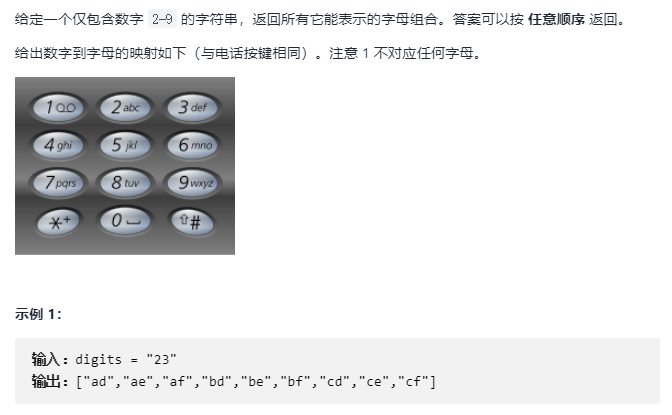 给定一个仅包含数字 2-9 的字符串，返回所有它能表示的字母组合。答案可以按 任意顺序 返回。
给出数字到字母的映射如下（与电话按键相同）。注意 1 不对应任何字母。
1 2 abc 3 def
4 ghi 5 jkl 6 mno
7 pqrs 8 tuv 9 wxyz
*+ 0 ⇧#
示例 1：
输入：digits = "23"
输出：["ad","ae","af","bd","be","bf","cd","ce","cf"]